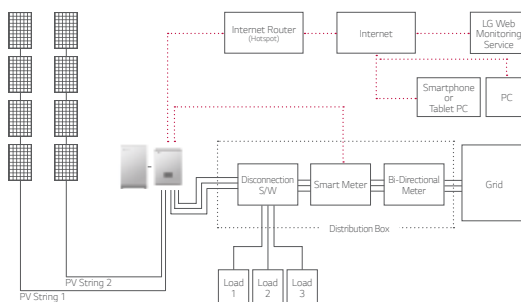 Internet Router
(Hotspot)
Internet
LG Web
Monitoring
Service
Smartphone
or
Tablet PC
PC
Disconnection
S/W
Smart Meter
Bi-Directional
Meter
Grid
Distribution Box
Load
1
Load
2
Load
3
PV String 2
PV String 1